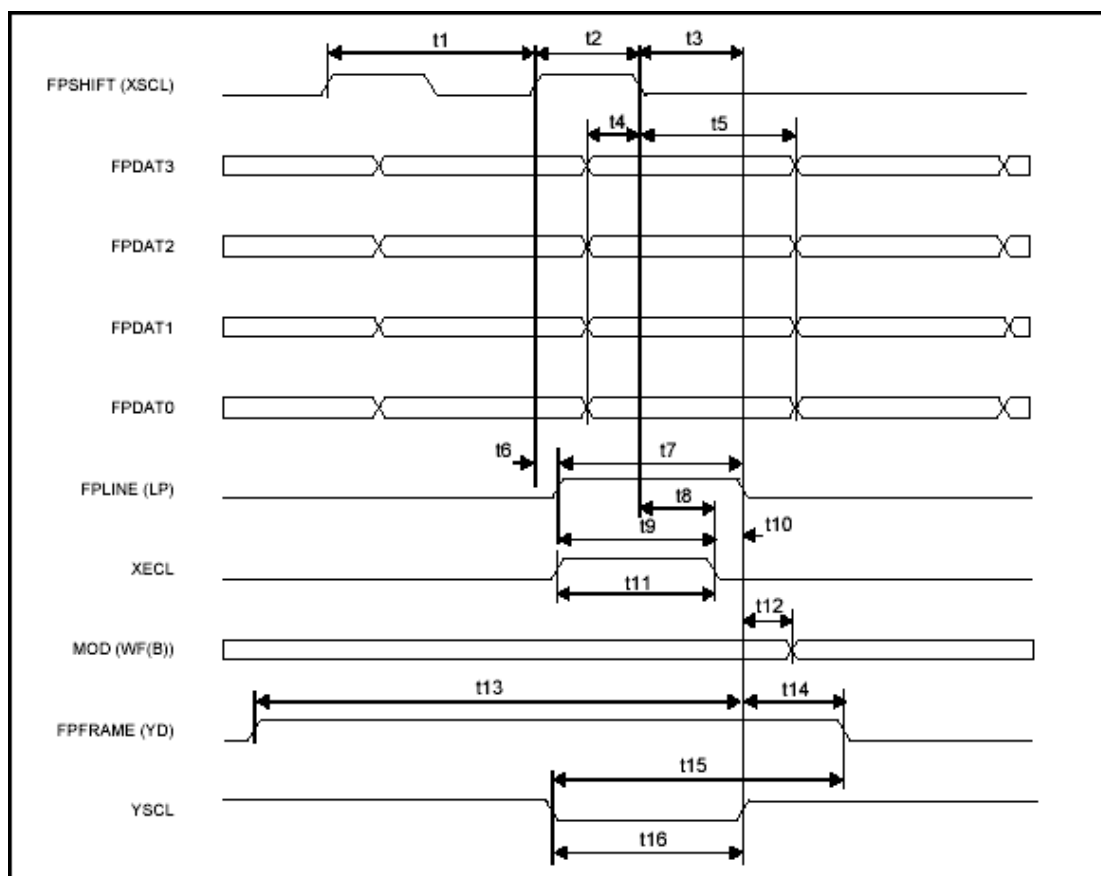 t1 t2 t3
FPSHIFT (XSCL)
t4 t5
FPDAT3
FPDAT2
FPDAT1
FPDAT0
t6 t7
FPLINE (LP)
t8
t9 t10
XECL
t11
t12
MOD (WF(B))
t13 t14
FPFRAME (YD)
t15
YSCL
t16